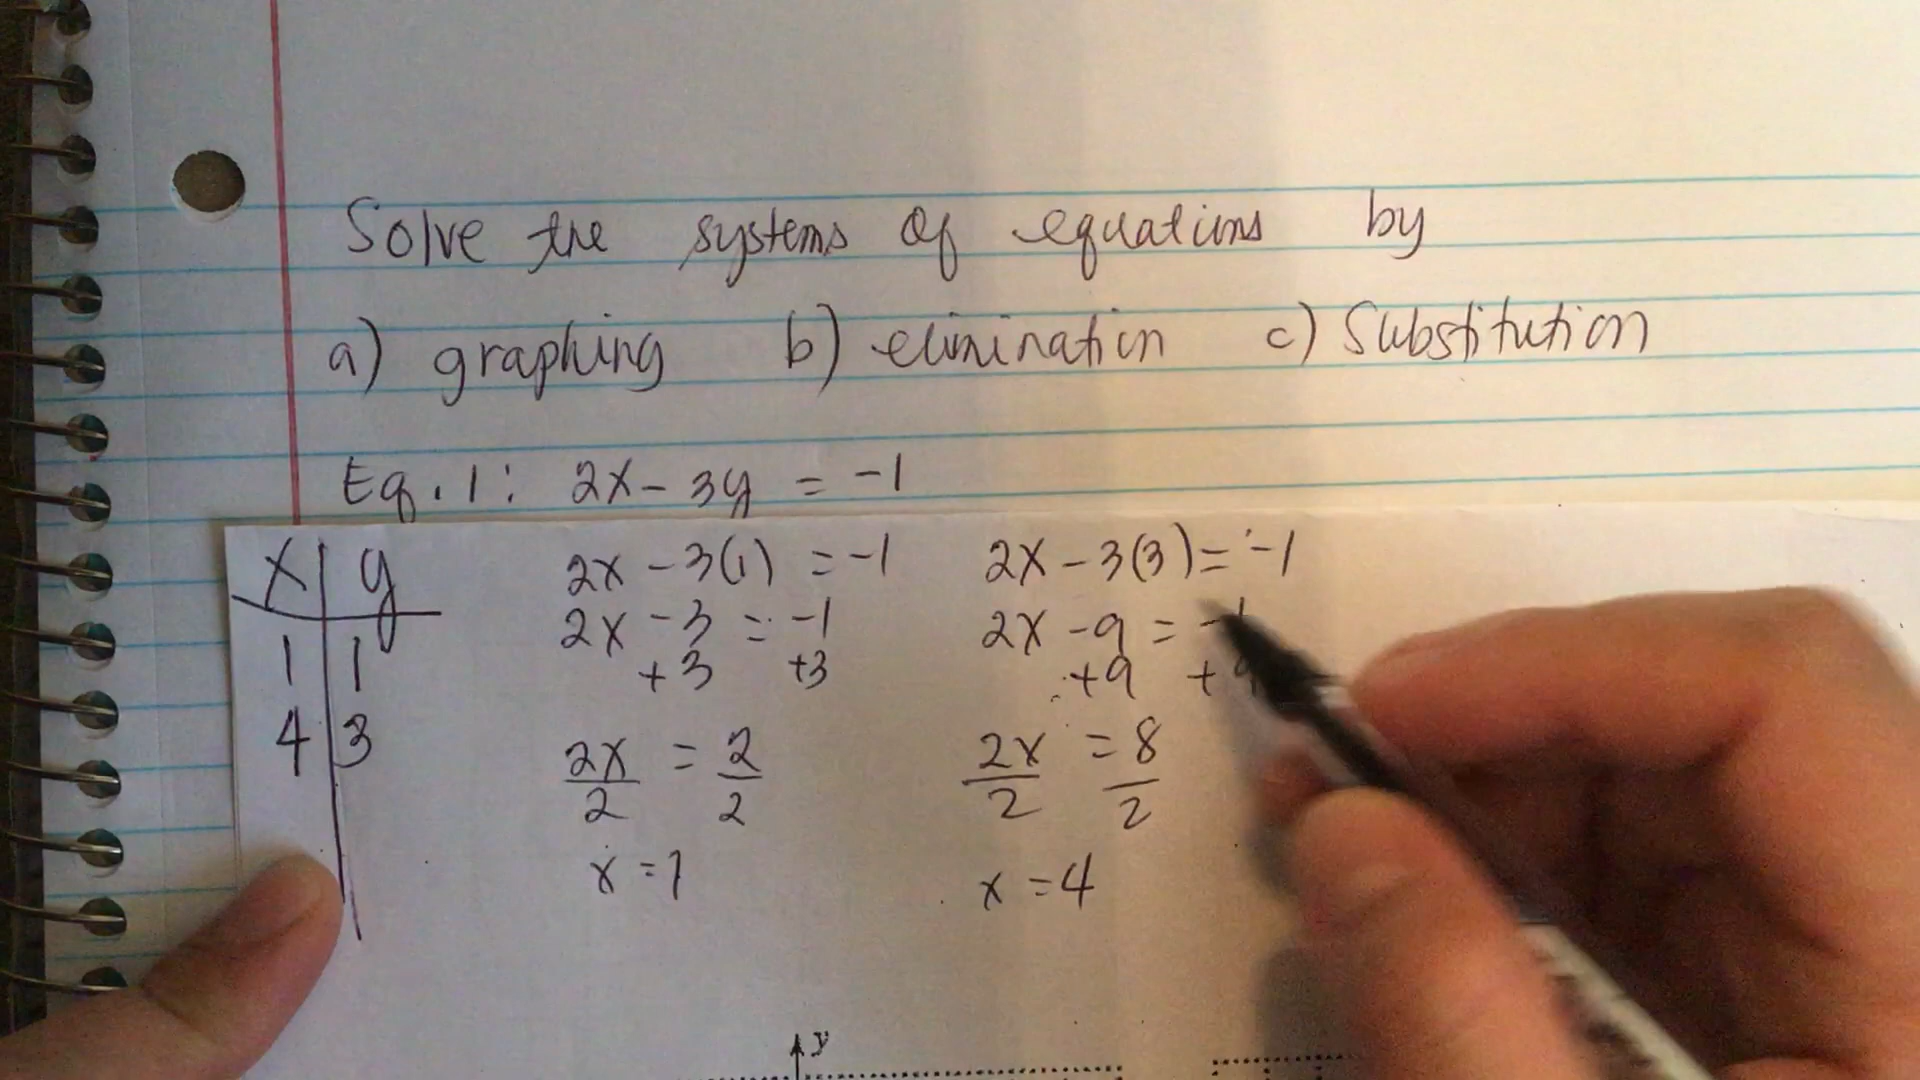 Solve the systems of equations by
a) graphing b) elimination c) Substitution
Eq. 1: 2x - 3y = -1
x | y
1 | 1
4 | 3
2x - 3(1) = -1
2x - 3 = -1
+3 +3
2x = 2
2 2
x = 1
2x - 3(3) = -1
2x - 9 = -1
+9 +9
2x = 8
2 2
x = 4
y